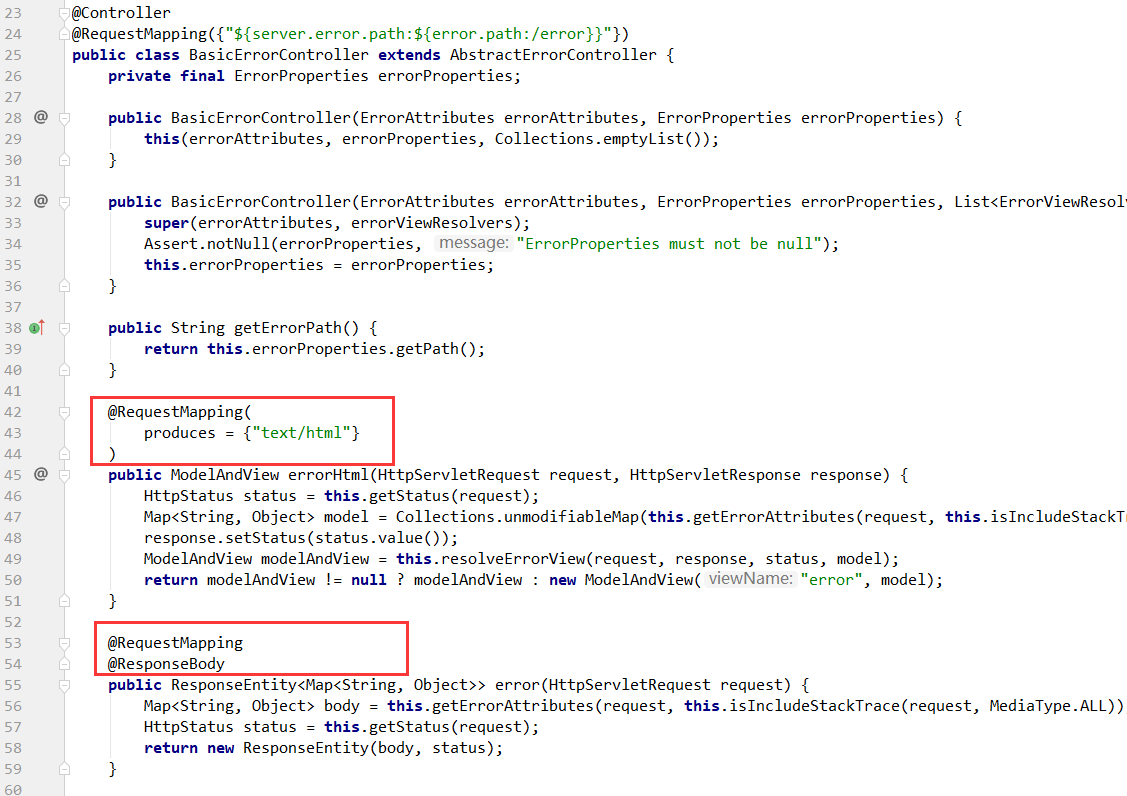 23 @Controller
24 @RequestMapping({"${server.error.path:${error.path:/error}}"})
25 public class BasicErrorController extends AbstractErrorController {
26     private final ErrorProperties errorProperties;
27
28 @     public BasicErrorController(ErrorAttributes errorAttributes, ErrorProperties errorProperties) {
29         this(errorAttributes, errorProperties, Collections.emptyList());
30     }
31
32 @     public BasicErrorController(ErrorAttributes errorAttributes, ErrorProperties errorProperties, List<ErrorViewResolv
33         super(errorAttributes, errorViewResolvers);
34         Assert.notNull(errorProperties, message: "ErrorProperties must not be null");
35         this.errorProperties = errorProperties;
36     }
37
38     public String getErrorPath() {
39         return this.errorProperties.getPath();
40     }
41
42     @RequestMapping(
43         produces = {"text/html"}
44     )
45 @     public ModelAndView errorHtml(HttpServletRequest request, HttpServletResponse response) {
46         HttpStatus status = this.getStatus(request);
47         Map<String, Object> model = Collections.unmodifiableMap(this.getErrorAttributes(request, this.isIncludeStackTr
48         response.setStatus(status.value());
49         ModelAndView modelAndView = this.resolveErrorView(request, response, status, model);
50         return modelAndView != null ? modelAndView : new ModelAndView( viewName: "error", model);
51     }
52
53     @RequestMapping
54     @ResponseBody
55     public ResponseEntity<Map<String, Object>> error(HttpServletRequest request) {
56         Map<String, Object> body = this.getErrorAttributes(request, this.isIncludeStackTrace(request, MediaType.ALL))
57         HttpStatus status = this.getStatus(request);
58         return new ResponseEntity(body, status);
59     }
60